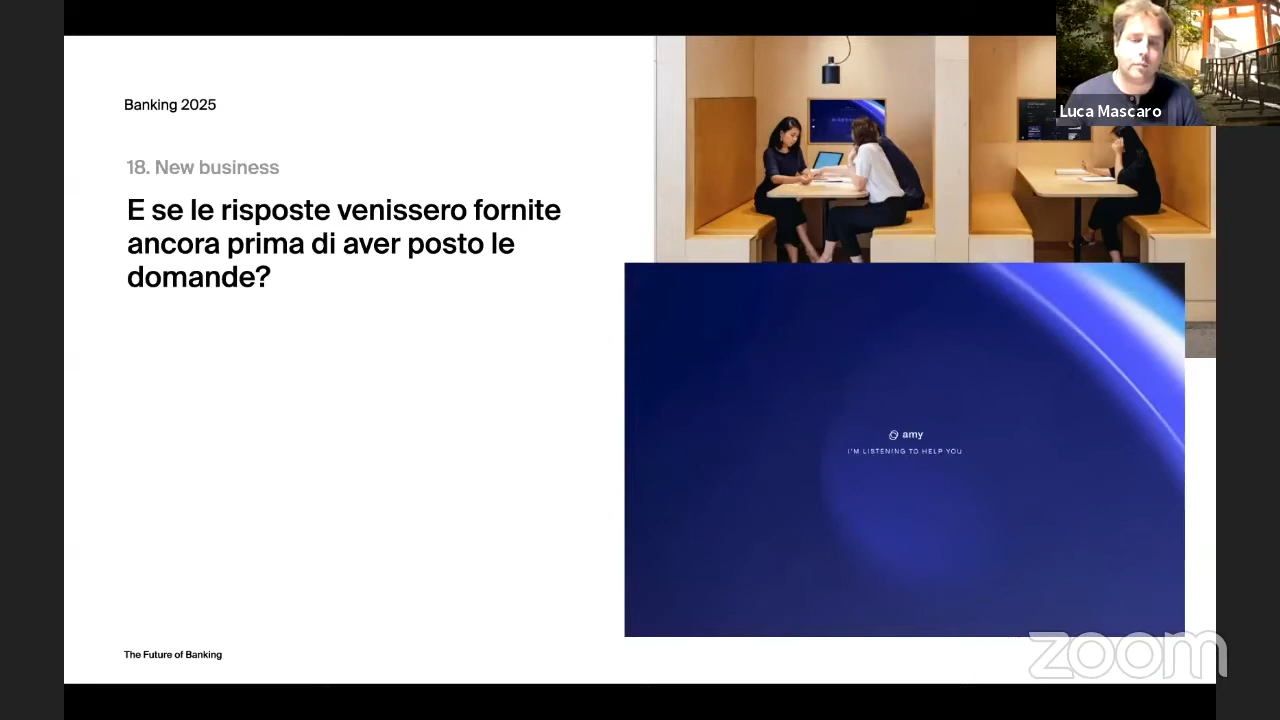 Banking 2025
18. New business
E se le risposte venissero fornite
ancora prima di aver posto le
domande?
amy
I'M LISTENING TO HELP YOU
The Future of Banking
Luca Mascaro
zoom